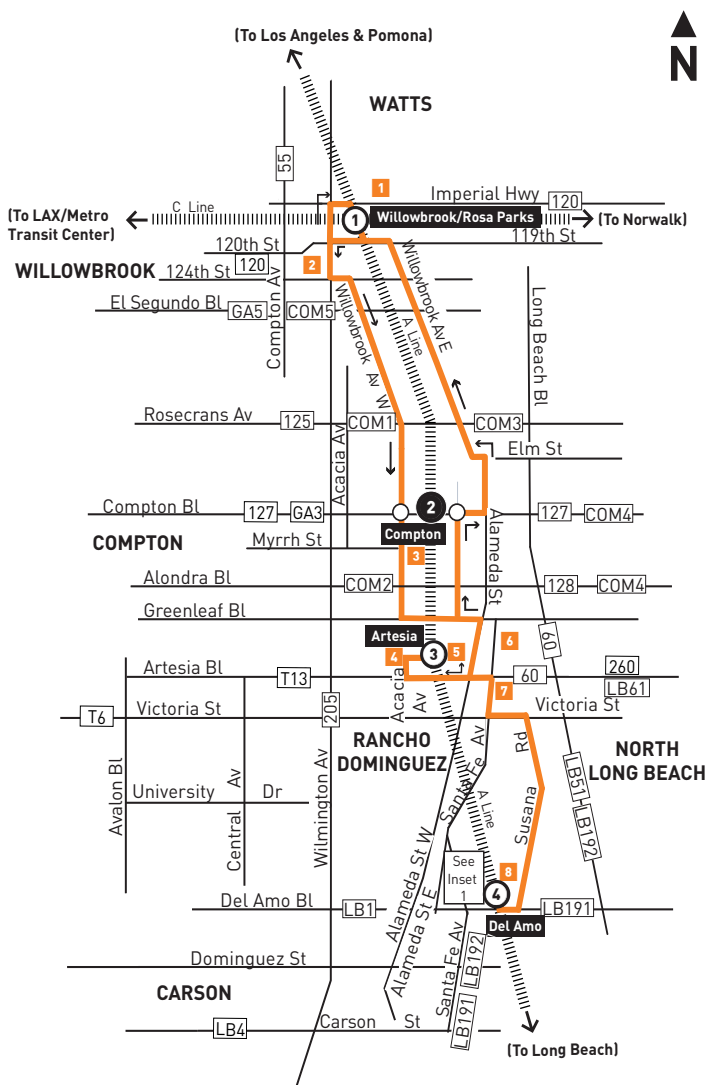 (To Los Angeles & Pomona)
N
WATTS
55
1
Imperial Hwy
120
C Line
(To LAX/Metro
Transit Center)
1
Willowbrook/Rosa Parks
(To Norwalk)
120th St
119th St
120
WILLOWBROOK
2
124th St
El Segundo Bl
GA5
COM5
Compton Av
Willowbrook Av W
A Line
Willowbrook Av E
Long Beach Bl
Rosecrans Av
125
COM1
COM3
Acacia Av
Elm St
Compton Bl
127
GA3
2
127
COM4
Compton
COMPTON
Myrrh St
3
Alameda St
Alondra Bl
COM2
128
COM4
Greenleaf Bl
Artesia
6
60
4
3
5
Artesia Bl
T13
60
260
LB61
7
Acacia Av
T6
Victoria St
205
Victoria St
RANCHO
DOMINGUEZ
NORTH
LONG BEACH
Avalon Bl
Central Av
Wilmington Av
University Dr
Santa Fe Av
A Line
Susana Rd
LB51
LB192
Alameda St W
Alameda St E
See
Inset
1
8
4
Del Amo Bl
LB1
LB191
Del Amo
Santa Fe Av
LB192
LB191
Dominguez St
CARSON
LB4
Carson St
(To Long Beach)